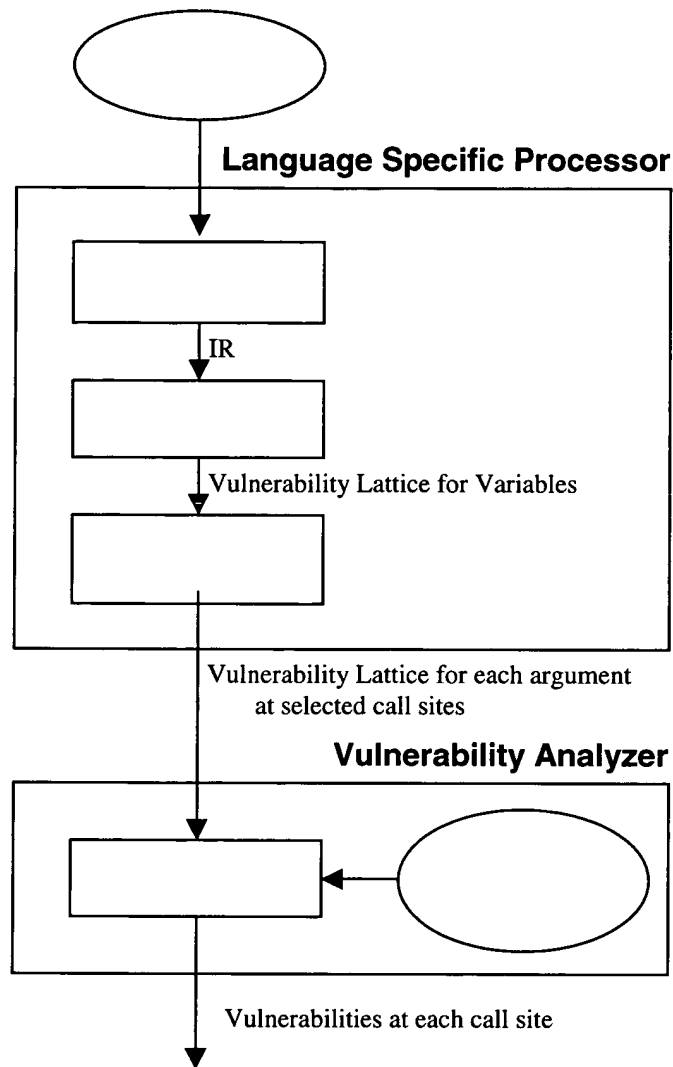 Language Specific Processor
IR
Vulnerability Lattice for Variables
Vulnerability Lattice for each argument
at selected call sites
Vulnerability Analyzer
Vulnerabilities at each call site